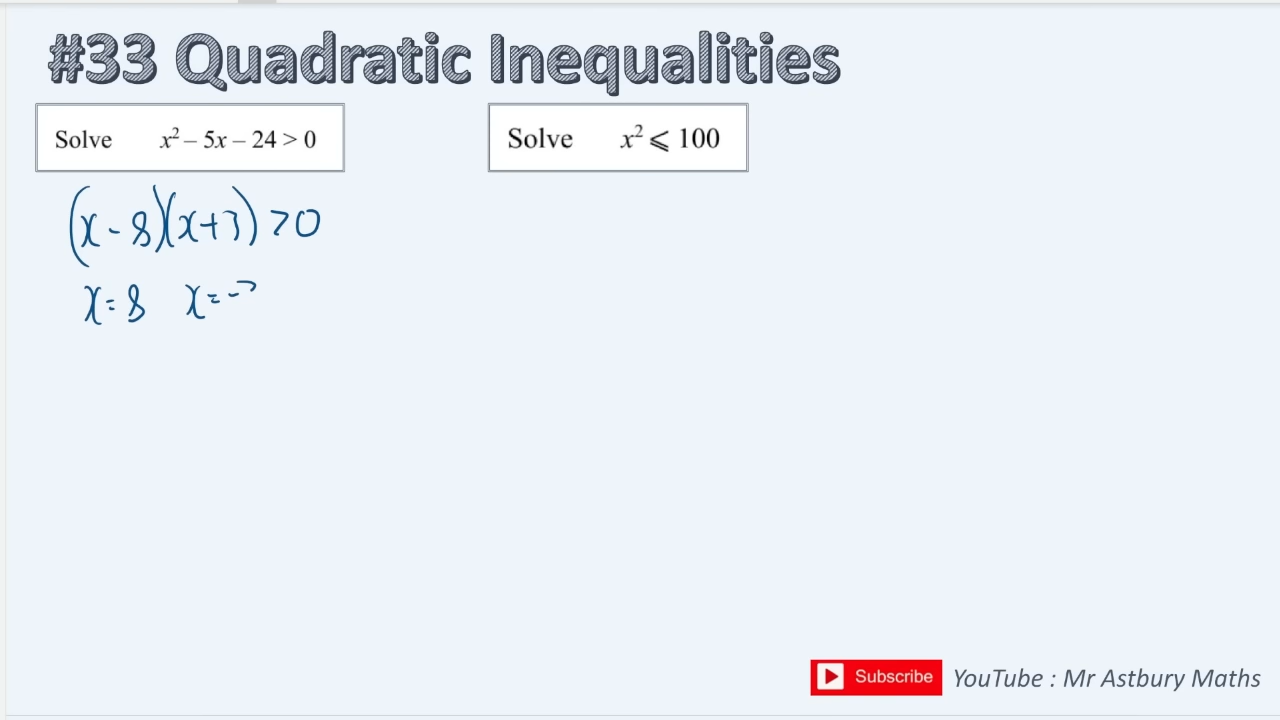 #33 Quadratic Inequalities
Solve x² – 5x – 24 > 0
Solve x² ⩽ 100
(x - 8)(x+3) >0
x = 8 x = -
Subscribe
YouTube : Mr Astbury Maths